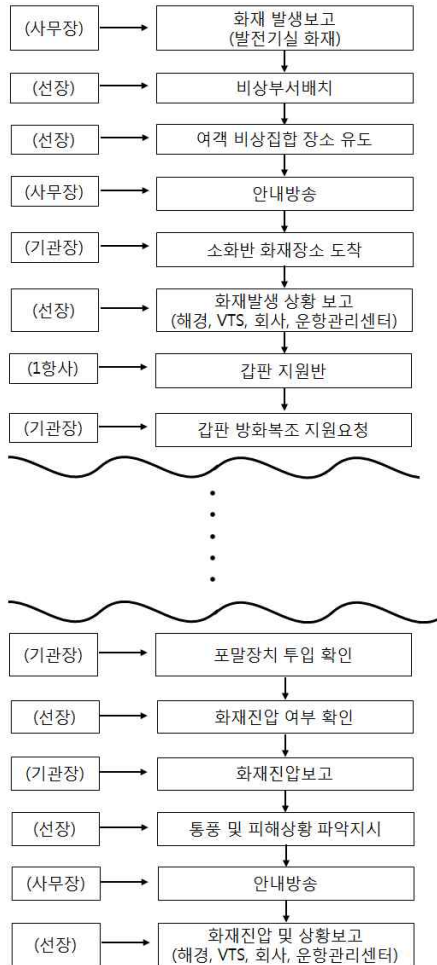 (사무장)
화재 발생보고
(발전기실 화재)
(선장)
비상부서배치
(선장)
여객 비상집합 장소 유도
(사무장)
안내방송
(기관장)
소화반 화재장소 도착
(선장)
화재발생 상황 보고
(해경, VTS, 회사, 운항관리센터)
(1항사)
갑판 지원반
(기관장)
갑판 방화복조 지원요청
(기관장)
포말장치 투입 확인
(선장)
화재진압 여부 확인
(기관장)
화재진압보고
(선장)
통풍 및 피해상황 파악지시
(사무장)
안내방송
(선장)
화재진압 및 상황보고
(해경, VTS, 회사, 운항관리센터)